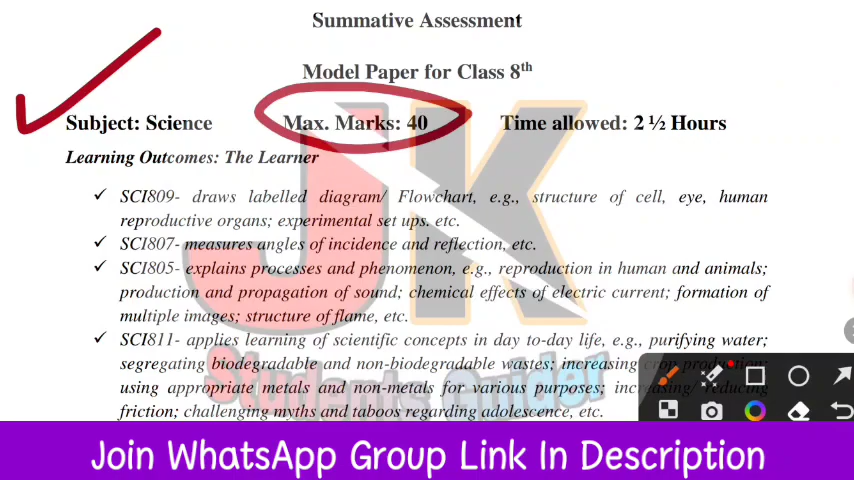 Summative Assessment
Model Paper for Class 8th
Subject: Science Max. Marks: 40 Time allowed: 2 ½ Hours
Learning Outcomes: The Learner
✓ SCI809- draws labelled diagram/ Flowchart, e.g., structure of cell, eye, human
reproductive organs; experimental set ups. etc.
✓ SCI807- measures angles of incidence and reflection, etc.
✓ SCI805- explains processes and phenomenon, e.g., reproduction in human and animals;
production and propagation of sound; chemical effects of electric current; formation of
multiple images; structure of flame, etc.
✓ SCI811- applies learning of scientific concepts in day to-day life, e.g., purifying water;
segregating biodegradable and non-biodegradable wastes; increasing crop production;
using appropriate metals and non-metals for various purposes; increasing/ reducing
friction; challenging myths and taboos regarding adolescence, etc.
JK
Students Guider
Join WhatsApp Group Link In Description